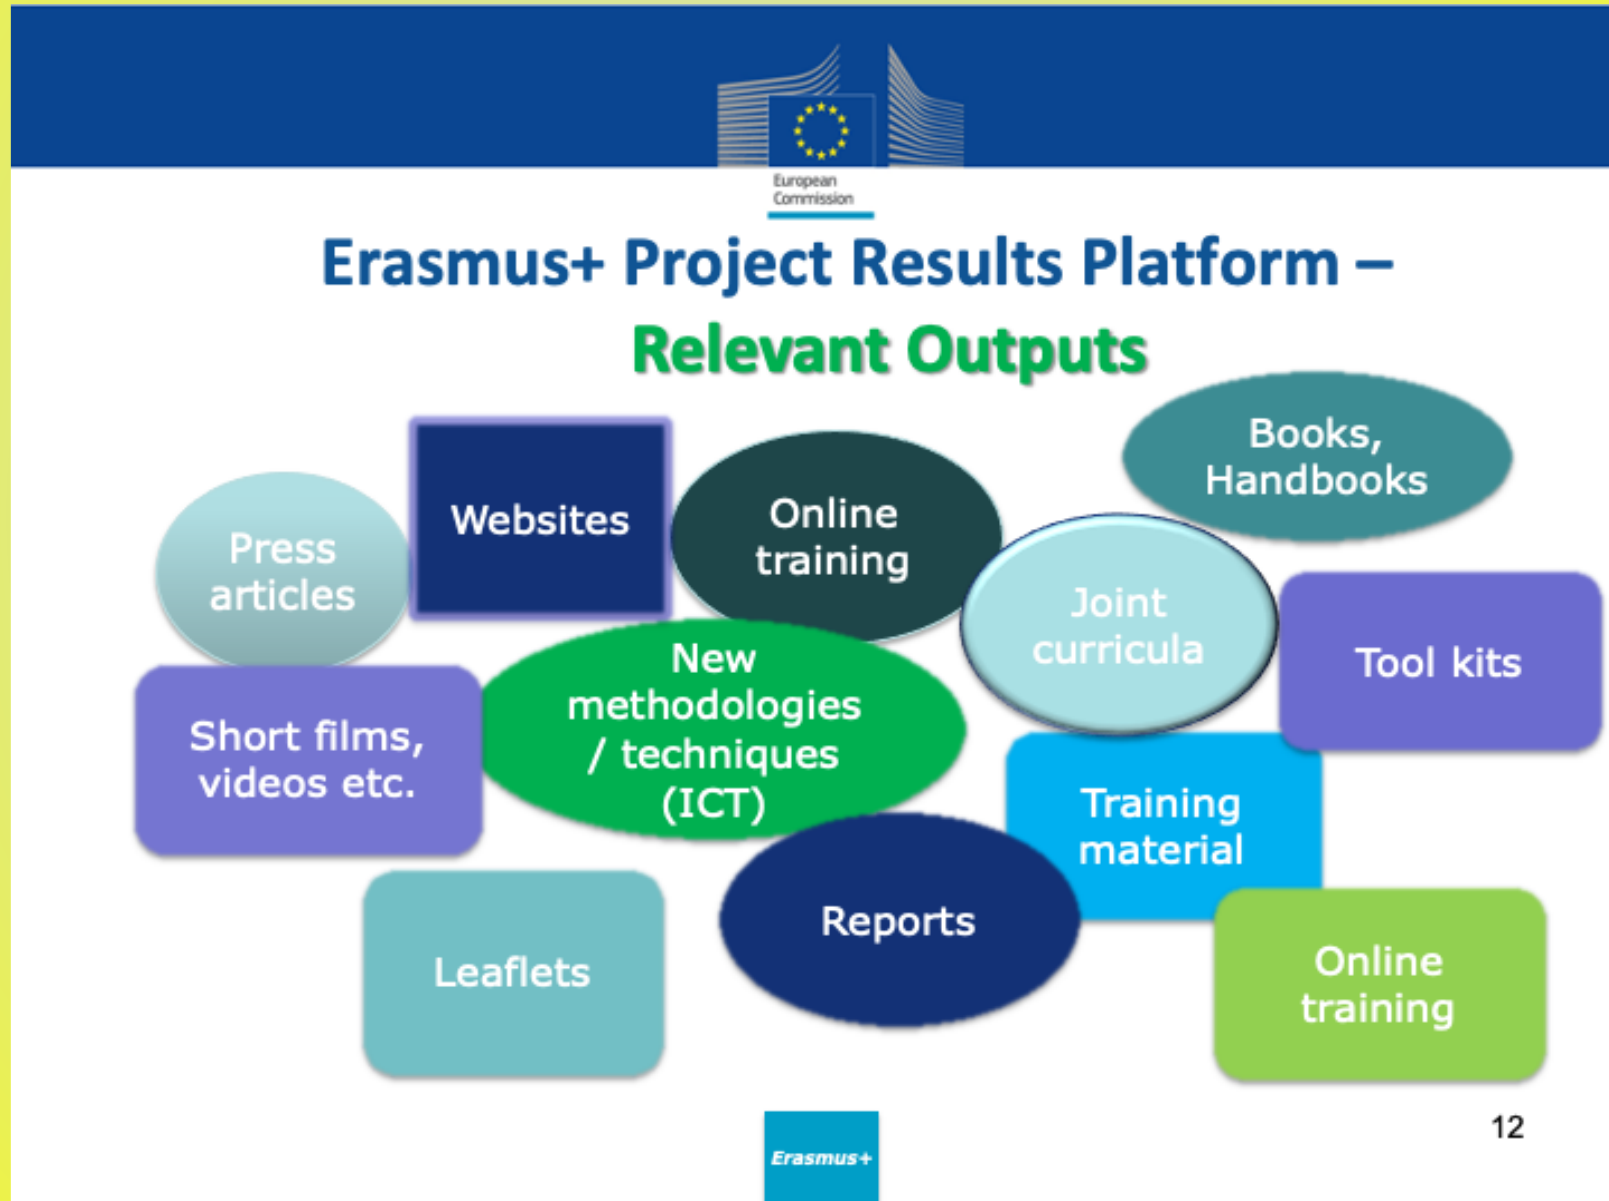 European
Commission
Erasmus+ Project Results Platform –
Relevant Outputs
Books,
Handbooks
Websites
Online
training
Press
articles
Joint
curricula
Tool kits
New
methodologies
/ techniques
(ICT)
Short films,
videos etc.
Training
material
Reports
Leaflets
Online
training
12
Erasmus+